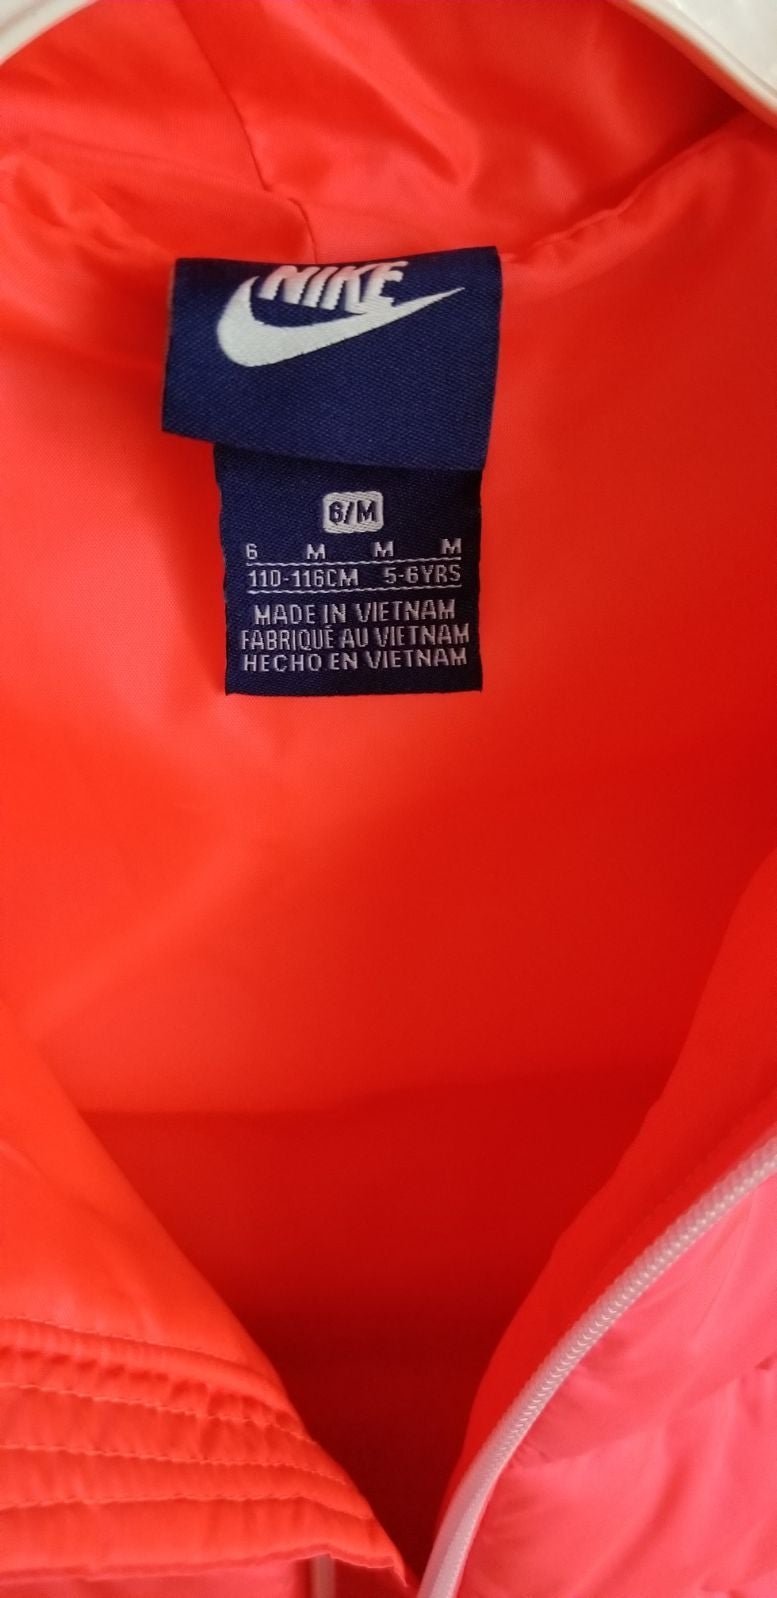 NIKE
6/M
6 M M M
110-116CM 5-6YRS
MADE IN VIETNAM
FABRIQUÉ AU VIETNAM
HECHO EN VIETNAM